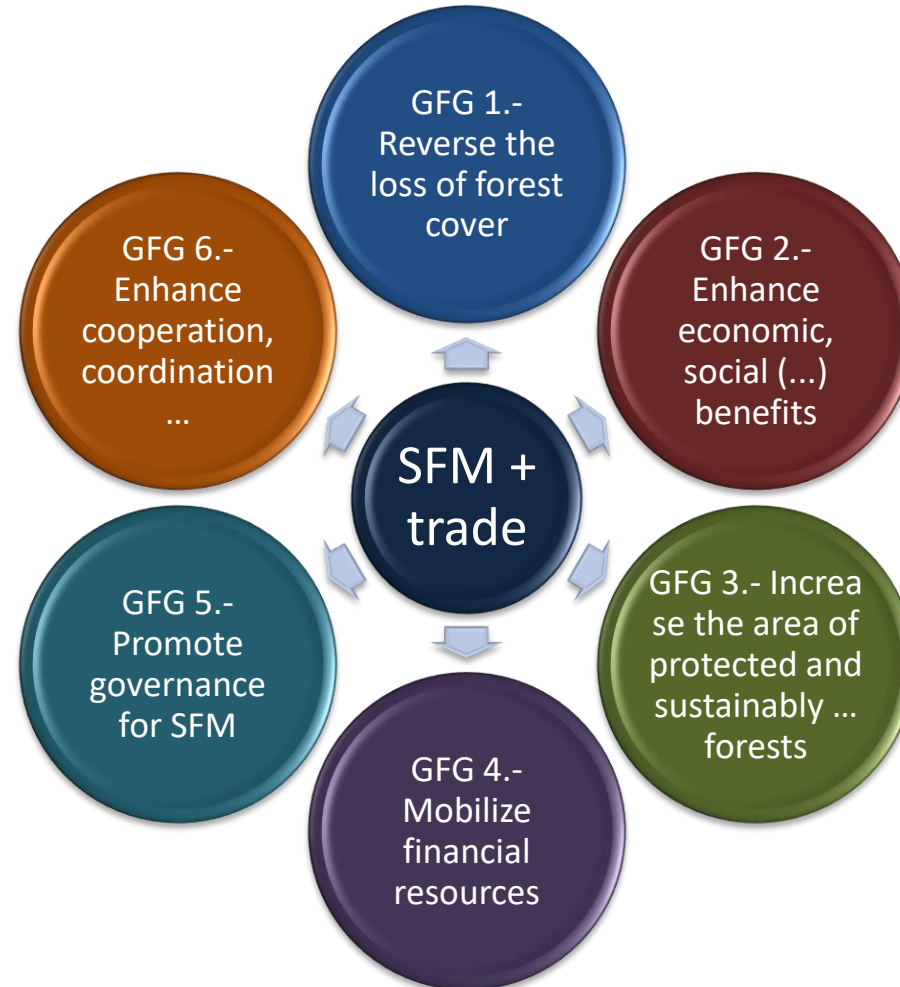 GFG 1.-
Reverse the
loss of forest
cover
GFG 2.-
Enhance
economic,
social (...)
benefits
GFG 3.- Increa
se the area of
protected and
sustainably ...
forests
GFG 4.-
Mobilize
financial
resources
GFG 5.-
Promote
governance
for SFM
GFG 6.-
Enhance
cooperation,
coordination
...
SFM +
trade